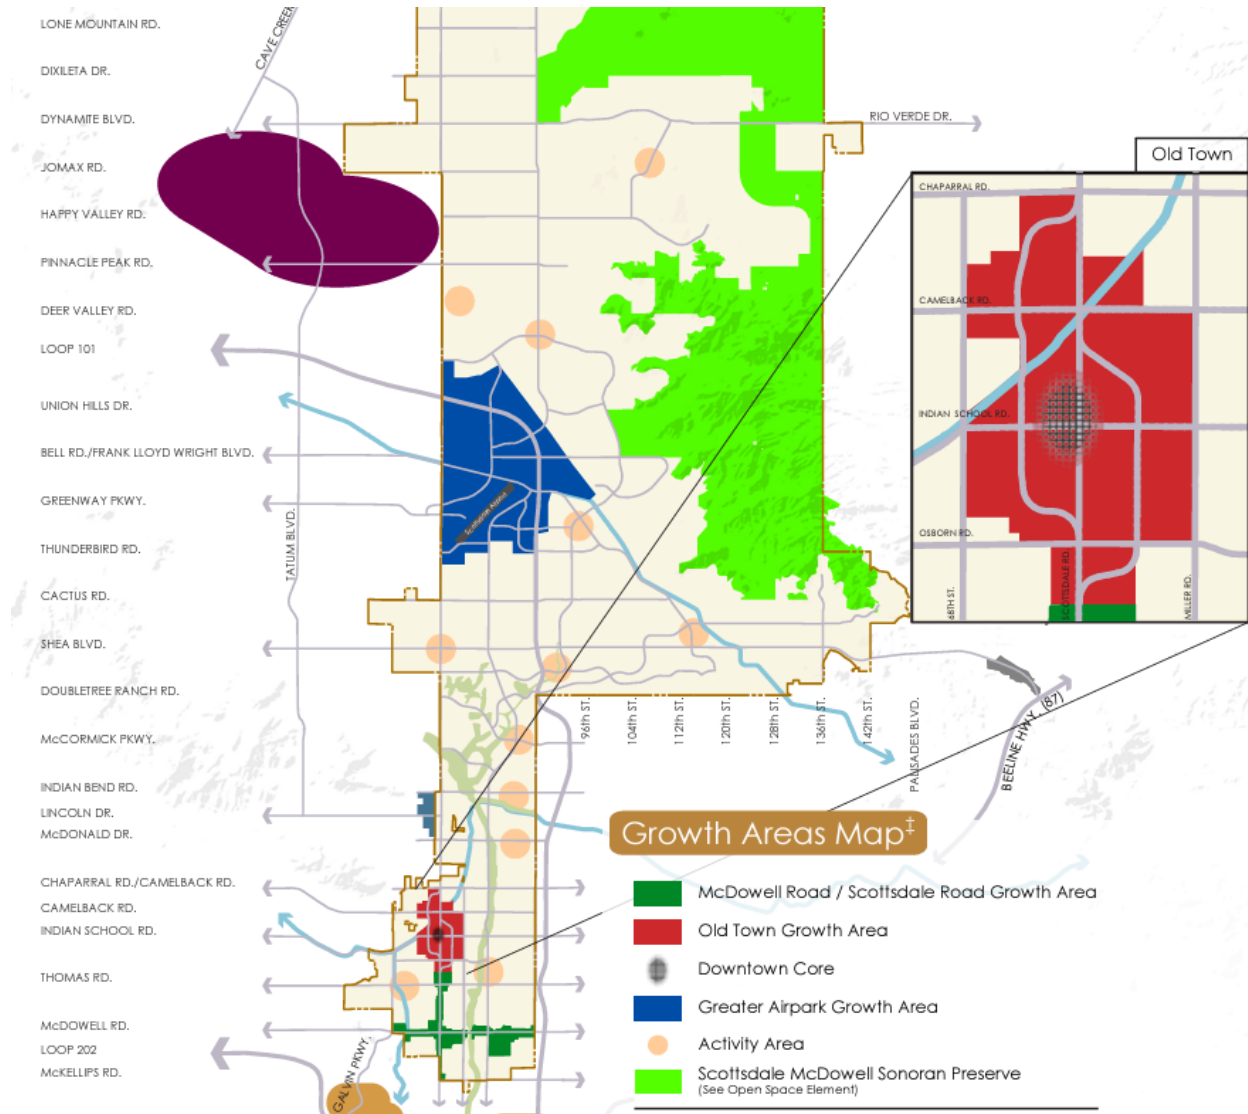 LONE MOUNTAIN RD.
CAVE CREEK
DIXILETA DR.
DYNAMITE BLVD.
RIO VERDE DR.
JOMAX RD.
HAPPY VALLEY RD.
PINNACLE PEAK RD.
DEER VALLEY RD.
LOOP 101
UNION HILLS DR.
BELL RD./FRANK LLOYD WRIGHT BLVD.
GREENWAY PKWY.
THUNDERBIRD RD.
CACTUS RD.
SHEA BLVD.
DOUBLETREE RANCH RD.
McCORMICK PKWY.
INDIAN BEND RD.
LINCOLN DR.
McDONALD DR.
CHAPARRAL RD./CAMELBACK RD.
CAMELBACK RD.
INDIAN SCHOOL RD.
THOMAS RD.
McDOWELL RD.
LOOP 202
McKELLIPS RD.
TATUM BLVD.
GALVIN PKWY.
Scottsdale Airport
96th ST.
104th ST.
112th ST.
120th ST.
128th ST.
136th ST.
142th ST.
PALISADES BLVD.
BEELINE HWY. (87)
Old Town
CHAPARRAL RD.
CAMELBACK RD.
INDIAN SCHOOL RD.
OSBORN RD.
68TH ST.
SCOTTSDALE RD.
MILLER RD.
Growth Areas Map‡
McDowell Road / Scottsdale Road Growth Area
Old Town Growth Area
Downtown Core
Greater Airpark Growth Area
Activity Area
Scottsdale McDowell Sonoran Preserve
(See Open Space Element)